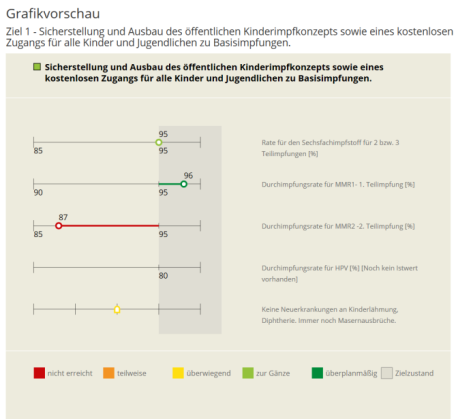 Grafikvorschau
Ziel 1 - Sicherstellung und Ausbau des öffentlichen Kinderimpfkonzepts sowie eines kostenlosen
Zugangs für alle Kinder und Jugendlichen zu Basisimpfungen.
Sicherstellung und Ausbau des öffentlichen Kinderimpfkonzepts sowie eines
kostenlosen Zugangs für alle Kinder und Jugendlichen zu Basisimpfungen.
95
85 95
Rate für den Sechsfachimpfstoff für 2 bzw. 3
Teilimpfungen [%]
96
90 95
Durchimpfungsrate für MMR1- 1. Teilimpfung [%]
87
85 95
Durchimpfungsrate für MMR2 -2. Teilimpfung [%]
80
Durchimpfungsrate für HPV [%] [Noch kein Istwert
vorhanden]
Keine Neuerkrankungen an Kinderlähmung,
Diphtherie. Immer noch Masernausbrüche.
nicht erreicht teilweise überwiegend zur Gänze überplanmäßig Zielzustand